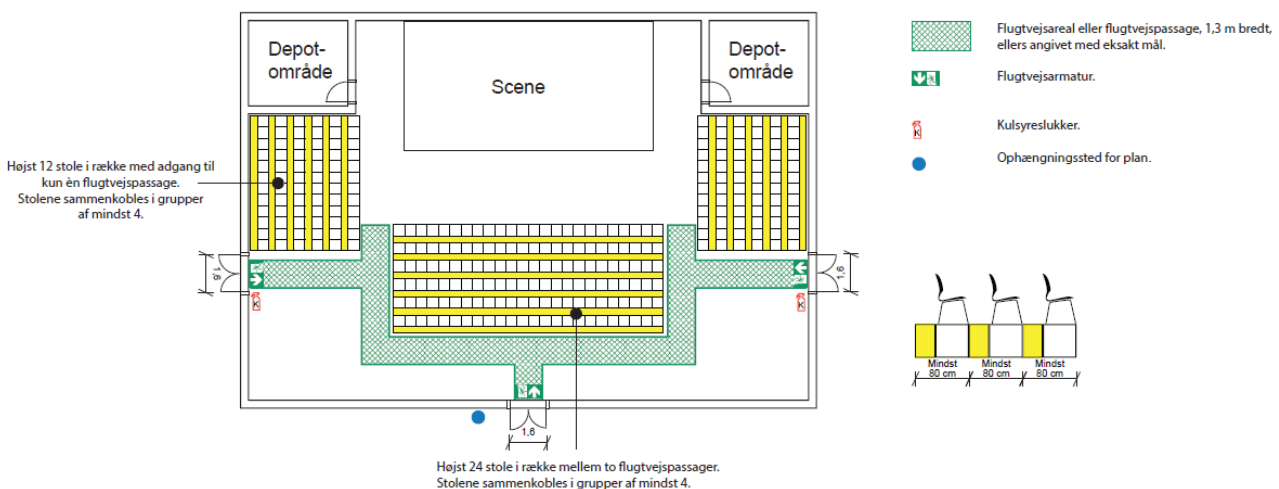 Depot-
område
Scene
Depot-
område
Højst 12 stole i række med adgang til
kun èn flugtvejspassage.
Stolene sammenkobles i grupper
af mindst 4.
1,6
K
K
1,6
1,6
Højst 24 stole i række mellem to flugtvejspassager.
Stolene sammenkobles i grupper af mindst 4.
Flugtvejsareal eller flugtvejspassage, 1,3 m bredt,
ellers angivet med eksakt mål.
Flugtvejsarmatur.
K
Kulsyreslukker.
Ophængningssted for plan.
Mindst
80 cm
Mindst
80 cm
Mindst
80 cm